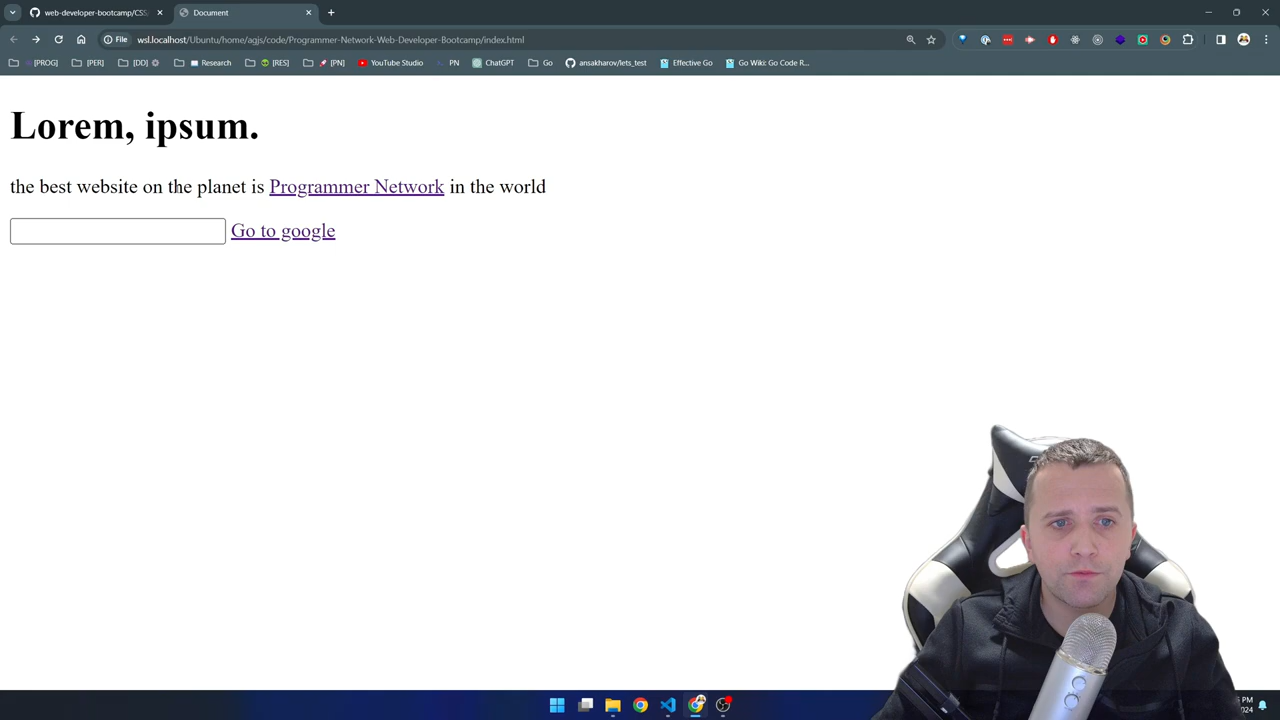 web-developer-bootcamp/CSS
Document
File
wsl.localhost/Ubuntu/home/agjs/code/Programmer-Network-Web-Developer-Bootcamp/index.html
[PROG]
[PER]
[DD]
Research
[RES]
[PN]
YouTube Studio
PN
ChatGPT
Go
ansakharov/lets_test
Effective Go
Go Wiki: Go Code R...
Lorem, ipsum.
the best website on the planet is Programmer Network in the world
Go to google
PM